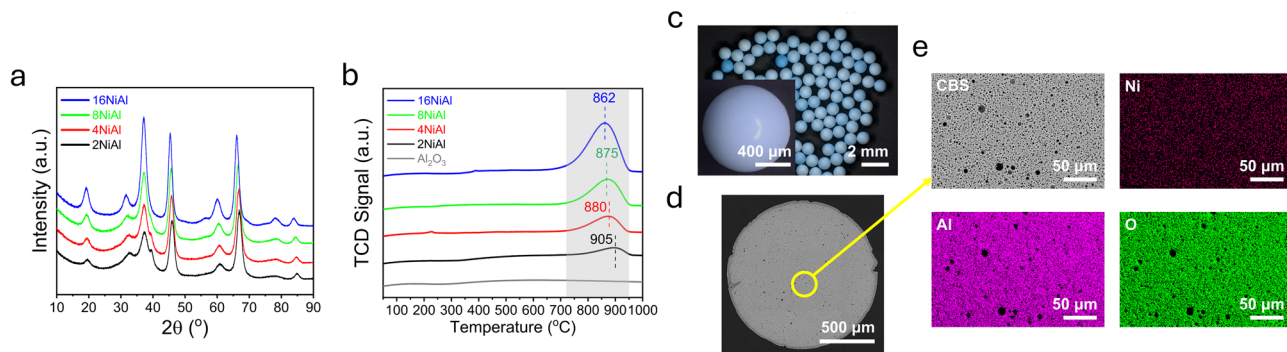 a
16NiAl
8NiAl
4NiAl
2NiAl
Intensity (a.u.)
10 20 30 40 50 60 70 80 90
2θ (°)
b
16NiAl
8NiAl
4NiAl
2NiAl
Al₂O₃
862
875
880
905
TCD Signal (a.u.)
100 200 300 400 500 600 700 800 900 1000
Temperature (°C)
c
400 µm
2 mm
d
500 µm
e
CBS
50 µm
Ni
50 µm
Al
50 µm
O
50 µm